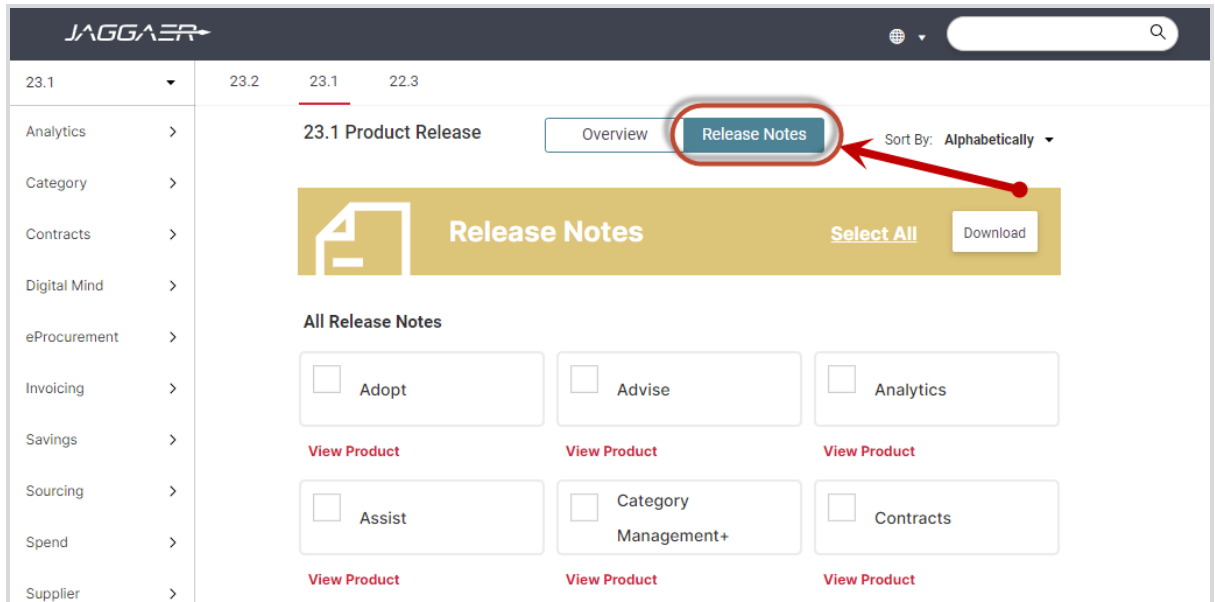 JAGGAER
23.1
23.2 23.1 22.3
Analytics
Category
Contracts
Digital Mind
eProcurement
Invoicing
Savings
Sourcing
Spend
Supplier
23.1 Product Release
Overview
Release Notes
Sort By: Alphabetically
Release Notes
Select All
Download
All Release Notes
Adopt
Advise
Analytics
View Product
View Product
View Product
Assist
Category
Management+
Contracts
View Product
View Product
View Product